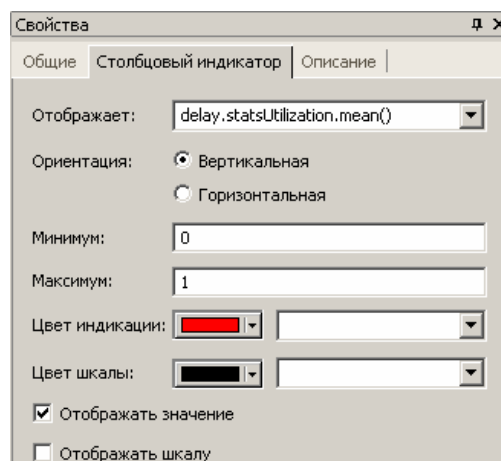 Свойства
Общие Столбцовый индикатор Описание
Отображает: delay.statsUtilization.mean()
Ориентация: Вертикальная
Горизонтальная
Минимум: 0
Максимум: 1
Цвет индикации:
Цвет шкалы:
Отображать значение
Отображать шкалу